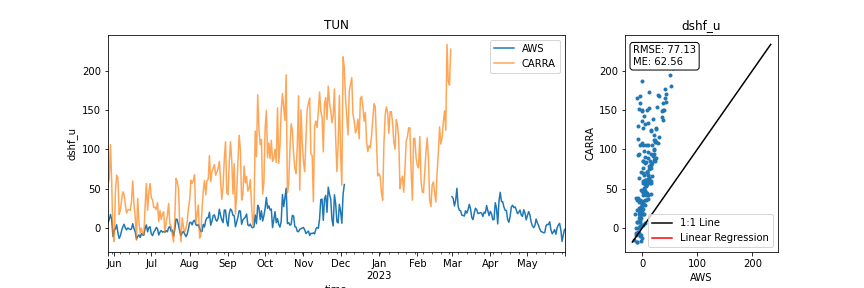 TUN
dshf_u
200
150
100
50
0
AWS
CARRA
Jun Jul Aug Sep Oct Nov Dec Jan Feb Mar Apr May
2023
dshf_u
RMSE: 77.13
ME: 62.56
CARRA
200
150
100
50
0
1:1 Line
Linear Regression
0 100 200
AWS